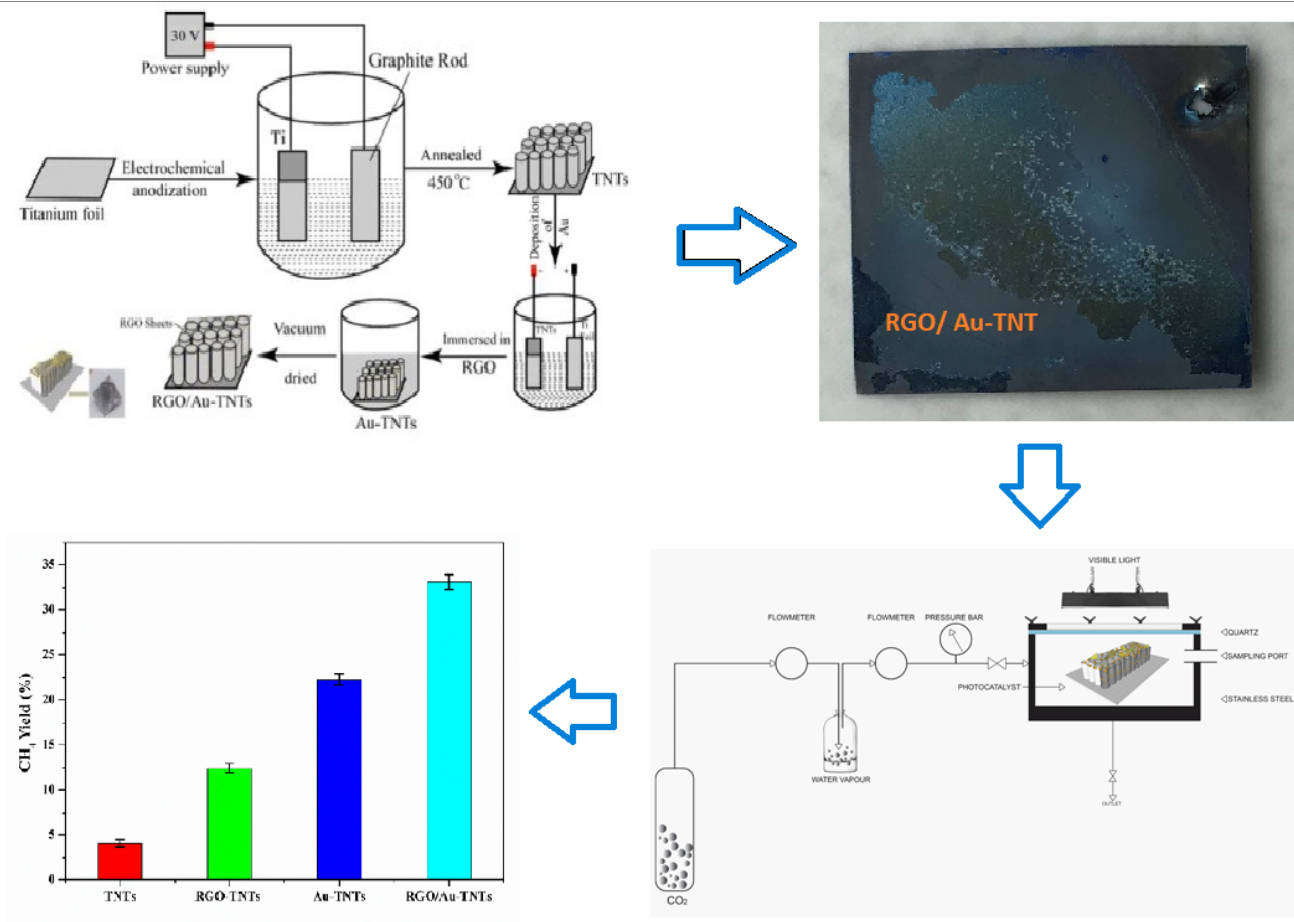 30 V
Power supply
Graphite Rod
Ti
Titanium foil
Electrochemical
anodization
Annealed
450°C
TNTs
Deposition
of
Au
- +
TNTs
Ti
Foil
Immersed in
RGO
Au-TNTs
Vacuum
dried
RGO Sheets
RGO/Au-TNTs
RGO/ Au-TNT
VISIBLE LIGHT
FLOWMETER
FLOWMETER
PRESSURE BAR
QUARTZ
SAMPLING PORT
PHOTOCATALYST
STAINLESS STEEL
WATER VAPOUR
OUTLET
CO₂
CH₄ Yield (%)
35
30
25
20
15
10
5
0
TNTs
RGO-TNTs
Au-TNTs
RGO/Au-TNTs